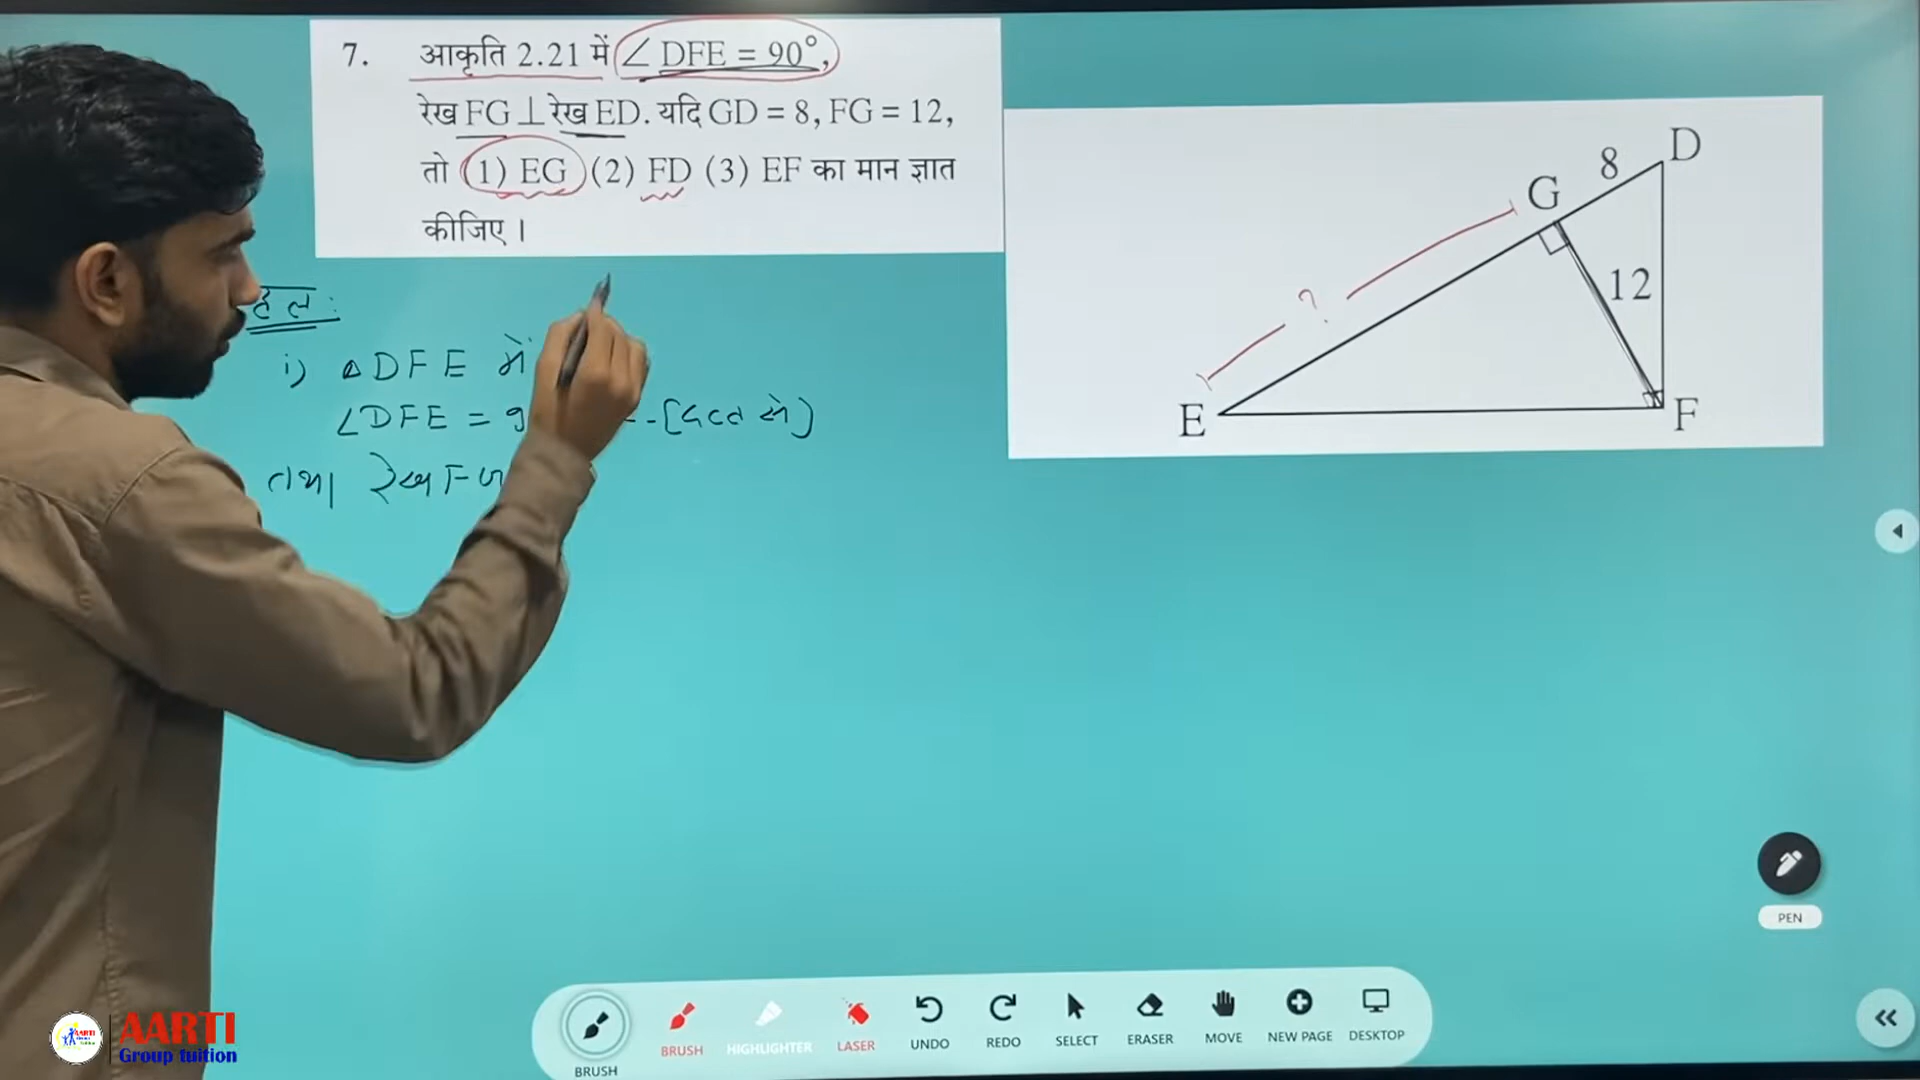 7. आकृति 2.21 में ∠ DFE = 90°,
रेख FG ⊥ रेख ED. यदि GD = 8, FG = 12,
तो (1) EG (2) FD (3) EF का मान ज्ञात
कीजिए ।
D
8
G
12
?
E
F
हल :
i) △DFE में
∠DFE = 9
तथा रेख F
PEN
BRUSH
BRUSH
HIGHLIGHTER
LASER
UNDO
REDO
SELECT
ERASER
MOVE
NEW PAGE
DESKTOP
AARTI
Group tuition